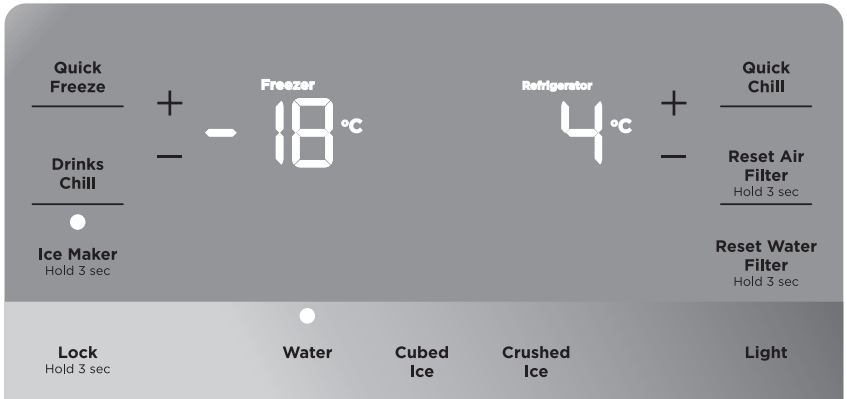 Quick
Freeze
Drinks
Chill
Ice Maker
Hold 3 sec
+
−
Freezer
-18 °C
Refrigerator
4 °C
+
−
Quick
Chill
Reset Air
Filter
Hold 3 sec
Reset Water
Filter
Hold 3 sec
Lock
Hold 3 sec
Water
Cubed
Ice
Crushed
Ice
Light